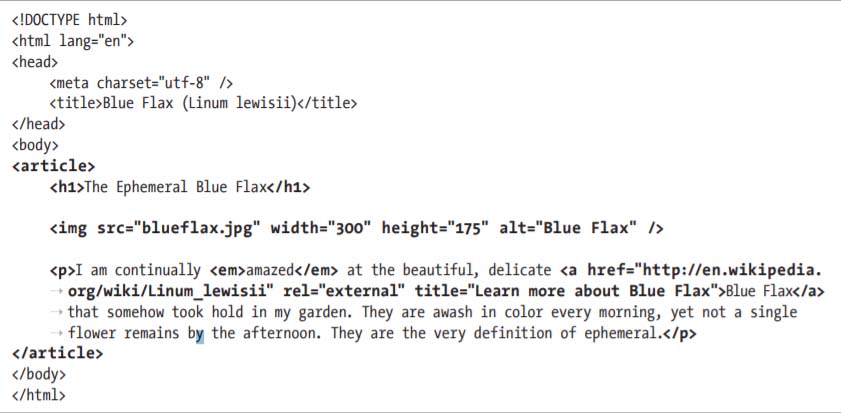 <!DOCTYPE html>
<html lang="en">
<head>
<meta charset="utf-8" />
<title>Blue Flax (Linum lewisii)</title>
</head>
<body>
<article>
<h1>The Ephemeral Blue Flax</h1>
<img src="blueflax.jpg" width="300" height="175" alt="Blue Flax" />
<p>I am continually <em>amazed</em> at the beautiful, delicate <a href="http://en.wikipedia.
→ org/wiki/Linum_lewisii" rel="external" title="Learn more about Blue Flax">Blue Flax</a>
→ that somehow took hold in my garden. They are awash in color every morning, yet not a single
→ flower remains by the afternoon. They are the very definition of ephemeral.</p>
</article>
</body>
</html>